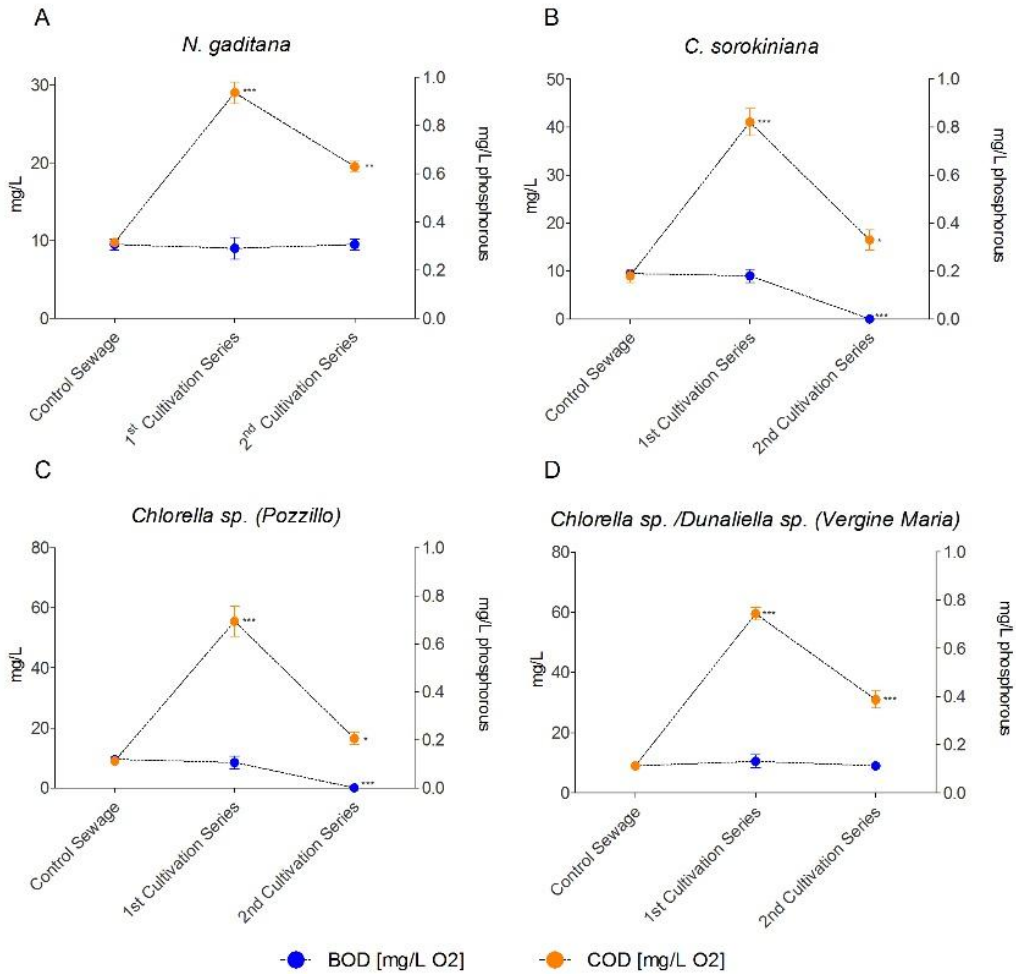 A
N. gaditana
mg/L
30
20
10
0
1.0
0.8
0.6
0.4
0.2
0.0
mg/L phosphorous
***
**
Control Sewage
1st Cultivation Series
2nd Cultivation Series
B
C. sorokiniana
mg/L
50
40
30
20
10
0
1.0
0.8
0.6
0.4
0.2
0.0
mg/L phosphorous
***
*
***
Control Sewage
1st Cultivation Series
2nd Cultivation Series
C
Chlorella sp. (Pozzillo)
mg/L
80
60
40
20
0
1.0
0.8
0.6
0.4
0.2
0.0
mg/L phosphorous
***
*
***
Control Sewage
1st Cultivation Series
2nd Cultivation Series
D
Chlorella sp. /Dunaliella sp. (Vergine Maria)
mg/L
80
60
40
20
0
1.0
0.8
0.6
0.4
0.2
0.0
mg/L phosphorous
***
***
Control Sewage
1st Cultivation Series
2nd Cultivation Series
BOD [mg/L O2]
COD [mg/L O2]